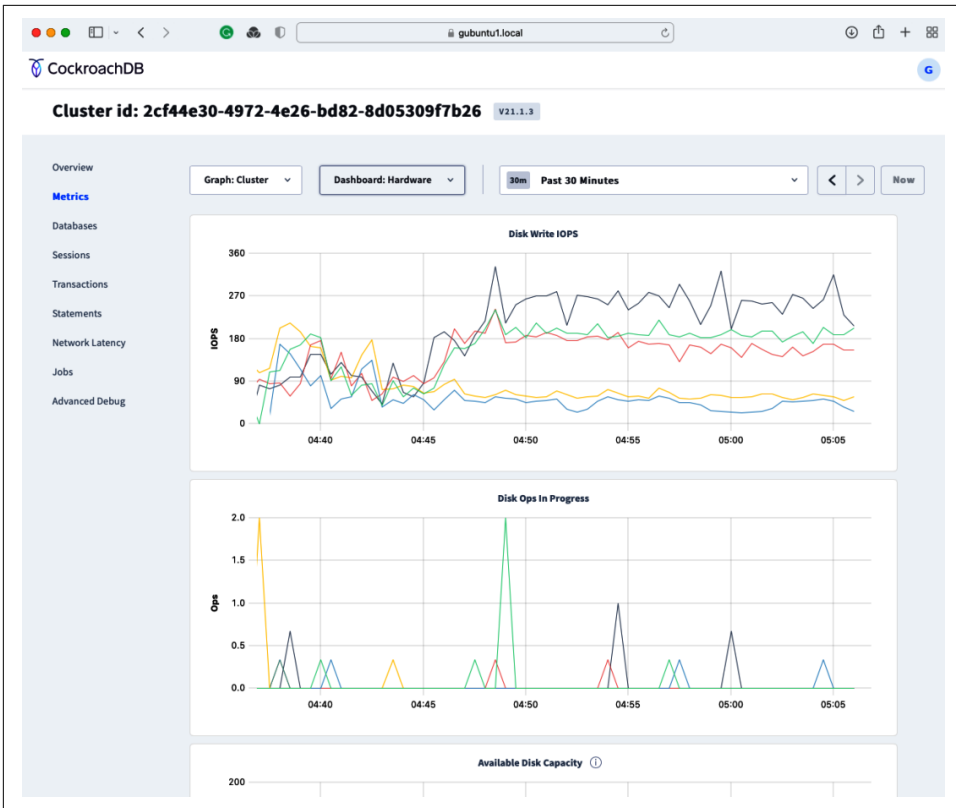 gubuntu1.local
CockroachDB
G
Cluster id: 2cf44e30-4972-4e26-bd82-8d05309f7b26 V21.1.3
Overview
Metrics
Databases
Sessions
Transactions
Statements
Network Latency
Jobs
Advanced Debug
Graph: Cluster
Dashboard: Hardware
30m Past 30 Minutes
Now
Disk Write IOPS
IOPS
360
270
180
90
0
04:40 04:45 04:50 04:55 05:00 05:05
Disk Ops In Progress
Ops
2.0
1.5
1.0
0.5
0.0
04:40 04:45 04:50 04:55 05:00 05:05
Available Disk Capacity
200